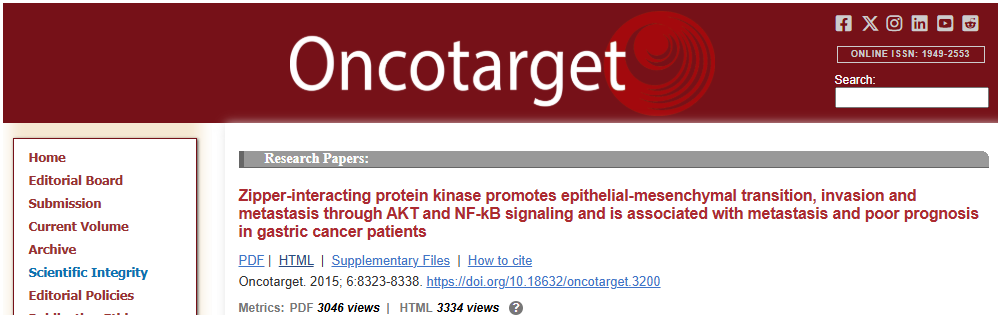 Oncotarget
ONLINE ISSN: 1949-2553
Search:
Home
Editorial Board
Submission
Current Volume
Archive
Scientific Integrity
Editorial Policies
Research Papers:
Zipper-interacting protein kinase promotes epithelial-mesenchymal transition, invasion and
metastasis through AKT and NF-kB signaling and is associated with metastasis and poor prognosis
in gastric cancer patients
PDF | HTML | Supplementary Files | How to cite
Oncotarget. 2015; 6:8323-8338. https://doi.org/10.18632/oncotarget.3200
Metrics: PDF 3046 views | HTML 3334 views ?